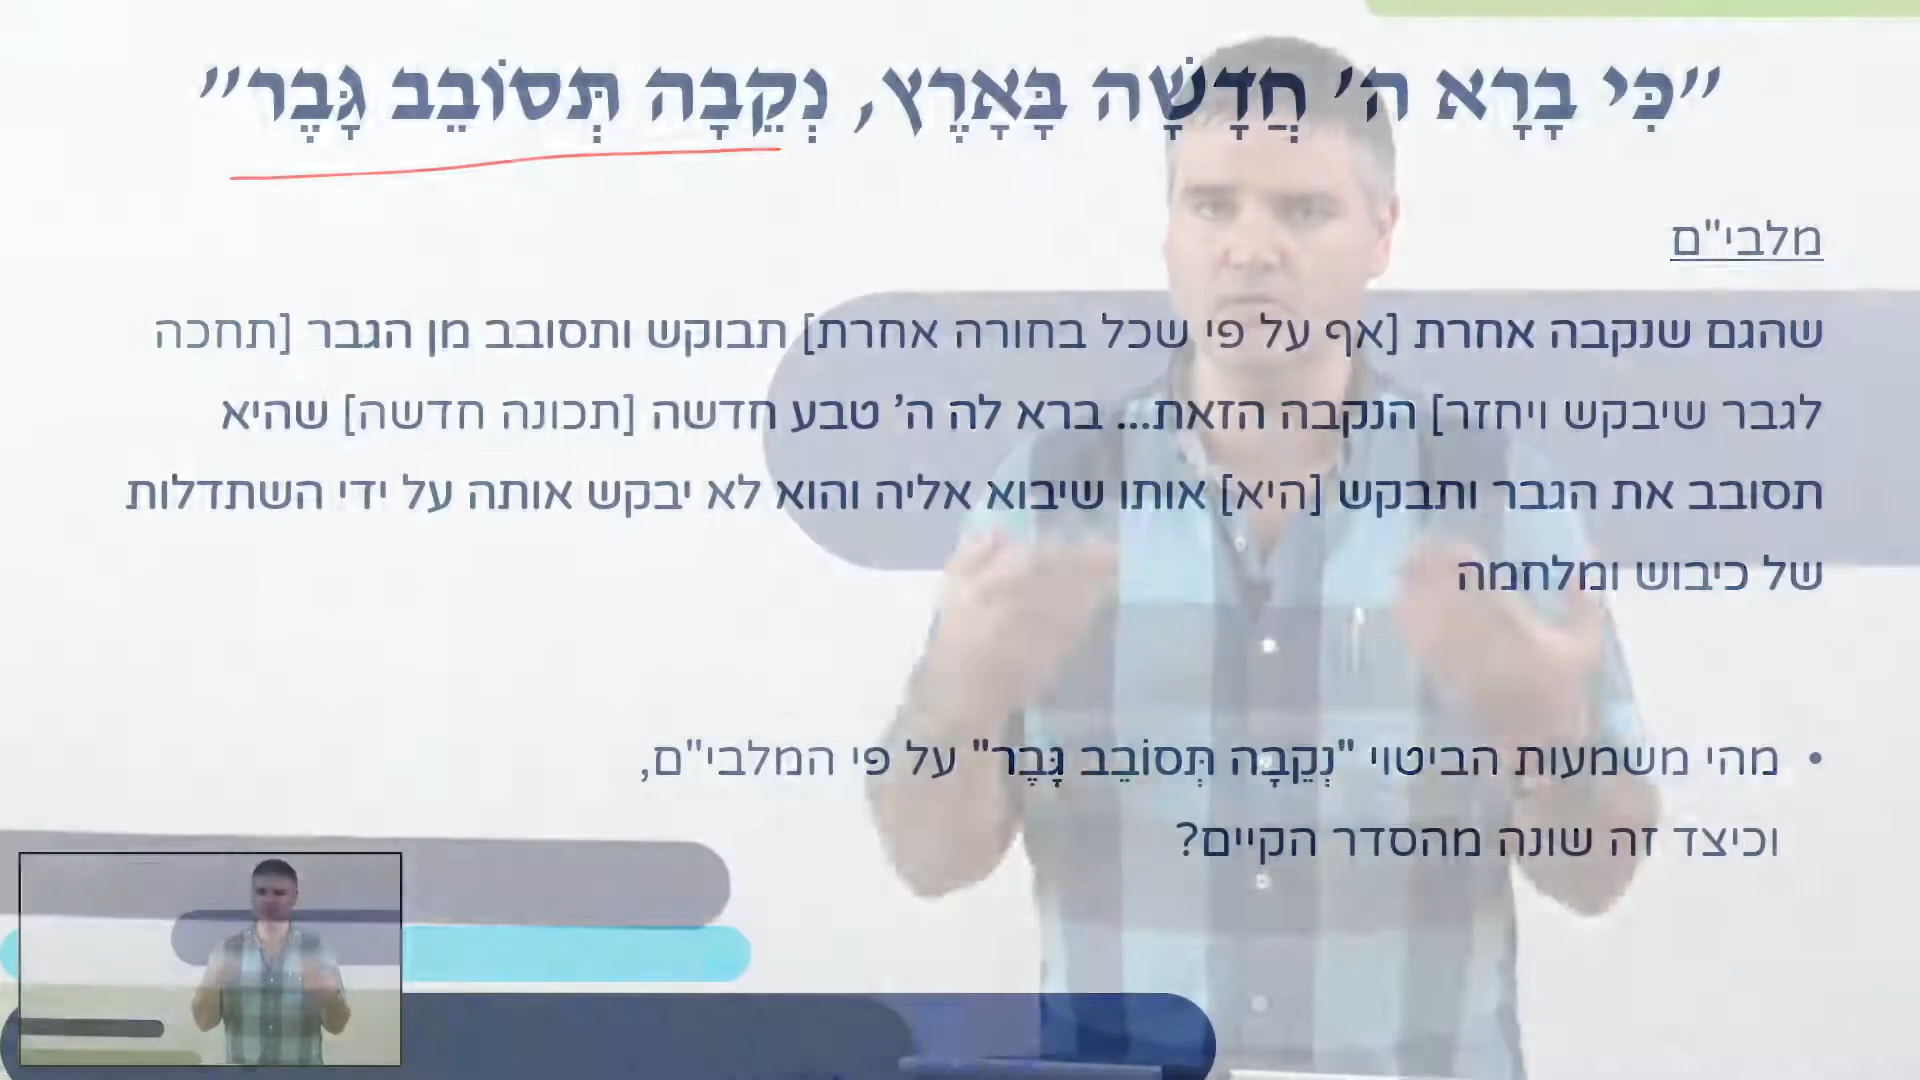 "כִּי בָרָא ה' חֲדָשָׁה בָּאָרֶץ, נְקֵבָה תְּסוֹבֵב גָּבֶר"
מלבי"ם
שהגם שנקבה אחרת [אף על פי שכל בחורה אחרת] תבוקש ותסובב מן הגבר [תחכה
לגבר שיבקש ויחזר] הנקבה הזאת... ברא לה ה' טבע חדשה [תכונה חדשה] שהיא
תסובב את הגבר ותבקש [היא] אותו שיבוא אליה והוא לא יבקש אותה על ידי השתדלות
של כיבוש ומלחמה
• מהי משמעות הביטוי "נְקֵבָה תְּסוֹבֵב גָּבֶר" על פי המלבי"ם,
וכיצד זה שונה מהסדר הקיים?